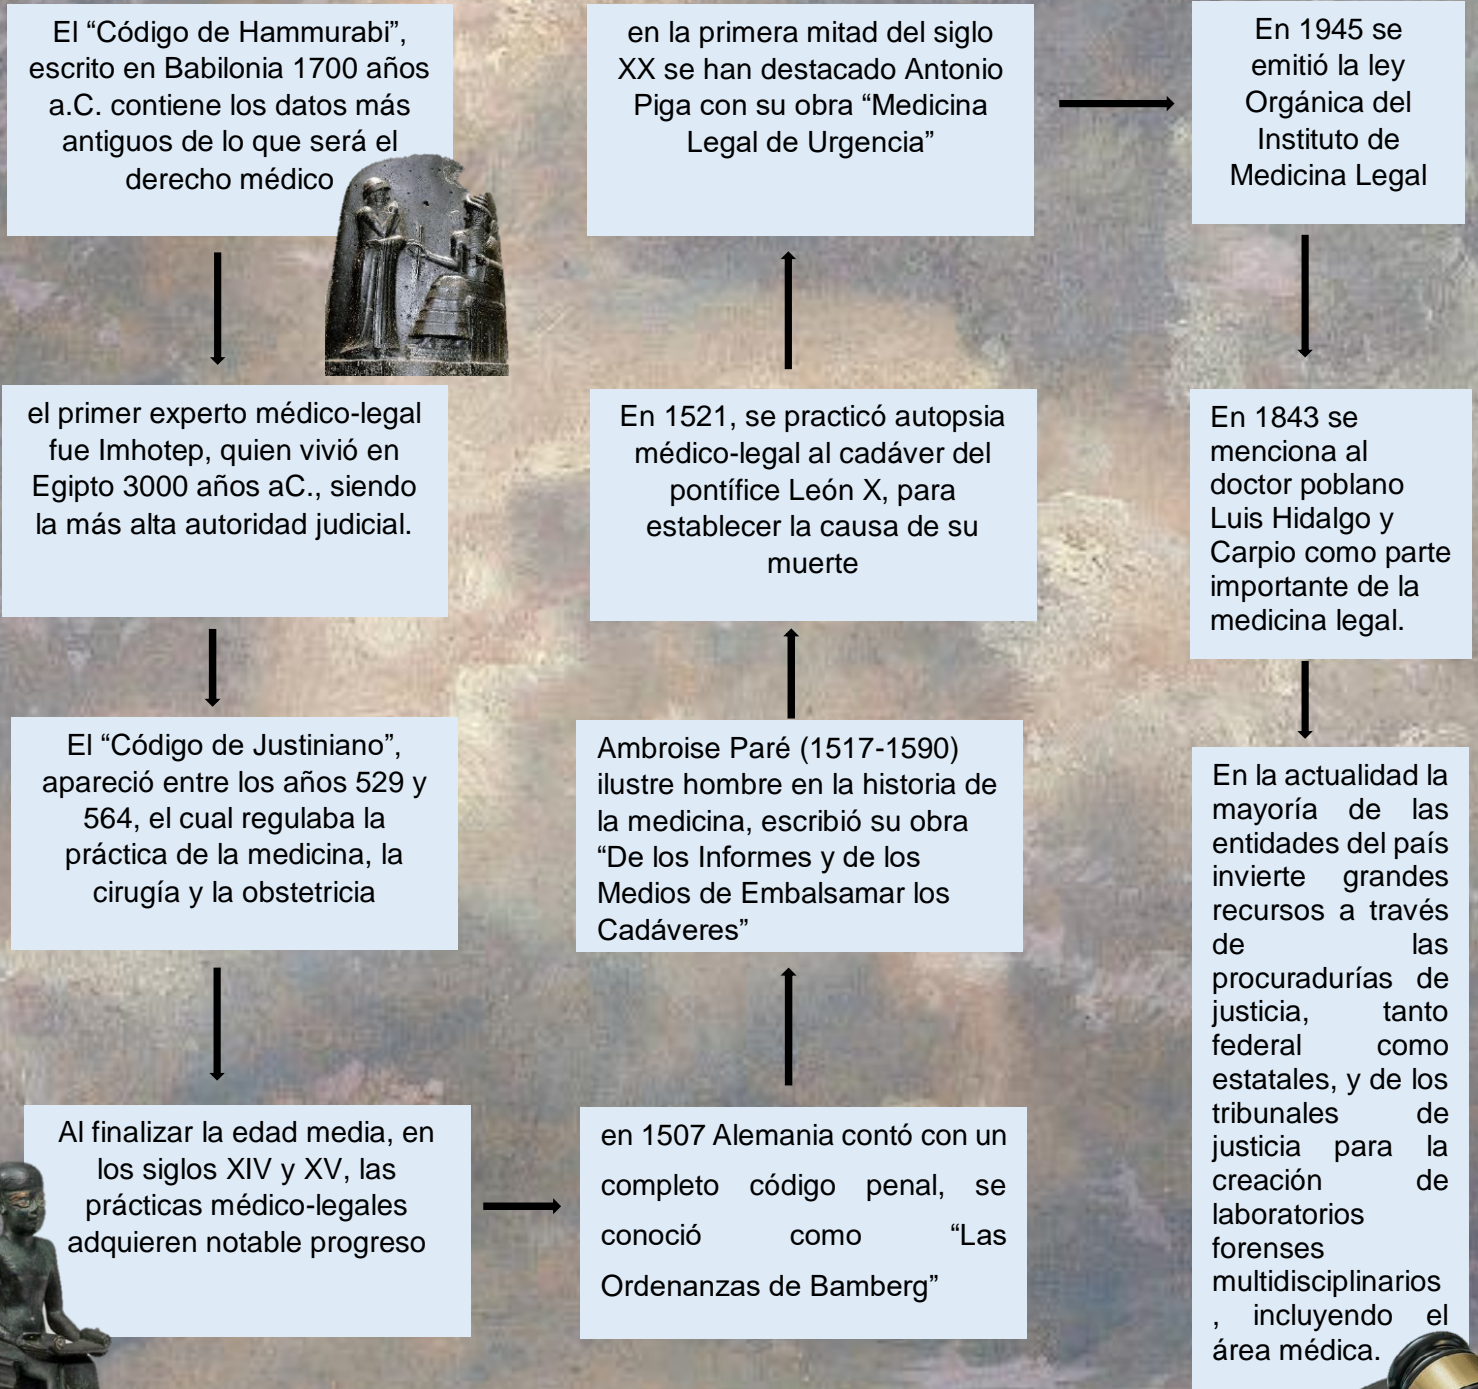 El “Código de Hammurabi”,
escrito en Babilonia 1700 años
a.C. contiene los datos más
antiguos de lo que será el
derecho médico
el primer experto médico-legal
fue Imhotep, quien vivió en
Egipto 3000 años aC., siendo
la más alta autoridad judicial.
El “Código de Justiniano”,
apareció entre los años 529 y
564, el cual regulaba la
práctica de la medicina, la
cirugía y la obstetricia
Al finalizar la edad media, en
los siglos XIV y XV, las
prácticas médico-legales
adquieren notable progreso
en 1507 Alemania contó con un
completo código penal, se
conoció como “Las
Ordenanzas de Bamberg”
Ambroise Paré (1517-1590)
ilustre hombre en la historia de
la medicina, escribió su obra
“De los Informes y de los
Medios de Embalsamar los
Cadáveres”
En 1521, se practicó autopsia
médico-legal al cadáver del
pontífice León X, para
establecer la causa de su
muerte
en la primera mitad del siglo
XX se han destacado Antonio
Piga con su obra “Medicina
Legal de Urgencia”
En 1945 se
emitió la ley
Orgánica del
Instituto de
Medicina Legal
En 1843 se
menciona al
doctor poblano
Luis Hidalgo y
Carpio como parte
importante de la
medicina legal.
En la actualidad la
mayoría de las
entidades del país
invierte grandes
recursos a través
de las
procuradurías de
justicia, tanto
federal como
estatales, y de los
tribunales de
justicia para la
creación de
laboratorios
forenses
multidisciplinarios
, incluyendo el
área médica.